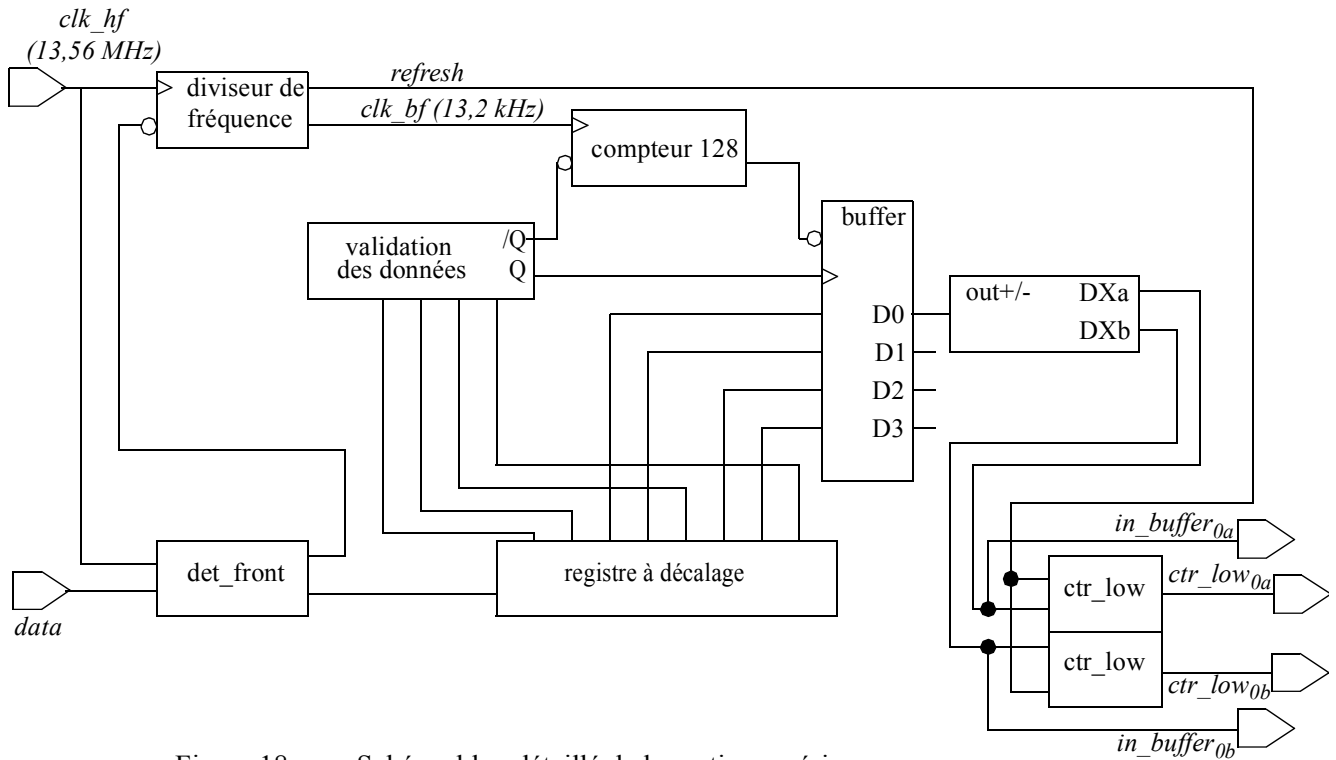 clk_hf
(13,56 MHz)
diviseur de
fréquence
refresh
clk_bf (13,2 kHz)
compteur 128
buffer
validation
des données
/Q
Q
D0
D1
D2
D3
out+/-
DXa
DXb
det_front
registre à décalage
data
in_buffer0a
ctr_low
ctr_low0a
ctr_low
ctr_low0b
in_buffer0b